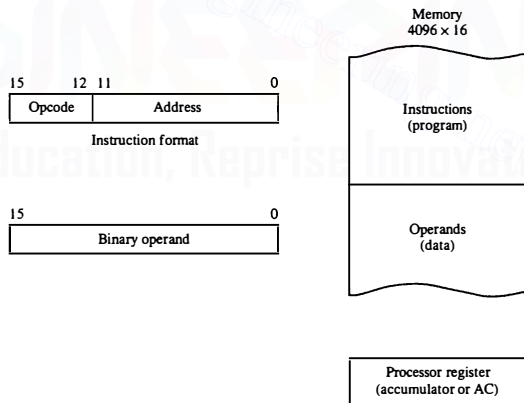 Memory
4096 × 16
15 12 11 0
Opcode Address
Instruction format
Instructions
(program)
15 0
Binary operand
Operands
(data)
Processor register
(accumulator or AC)